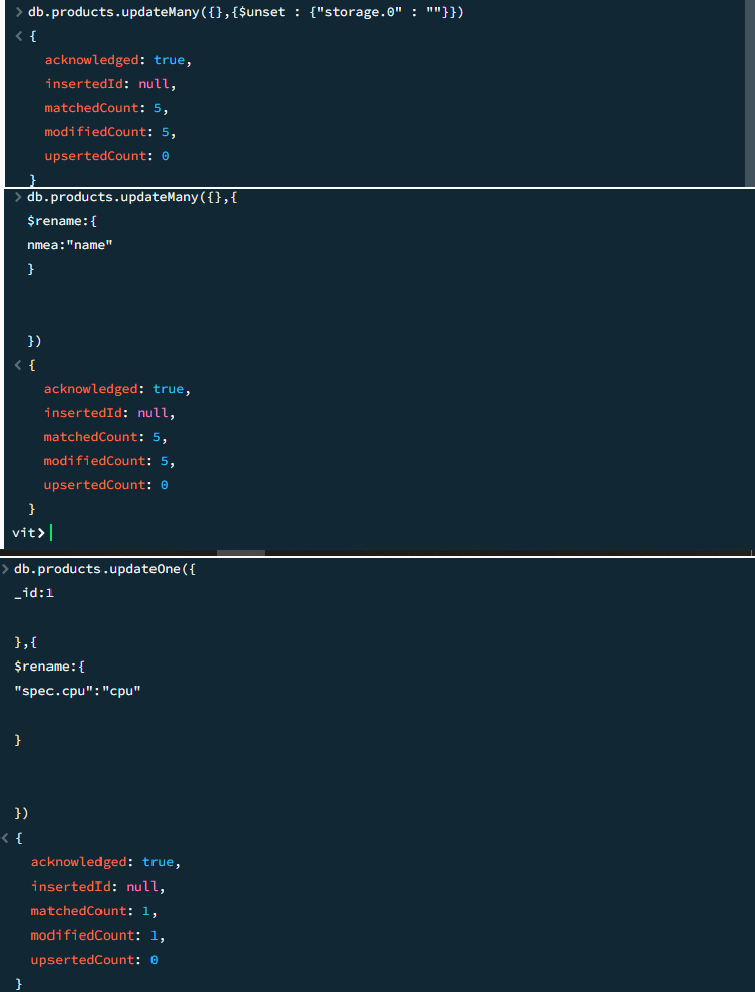 > db.products.updateMany({},{$unset : {"storage.0" : ""}})
< {
acknowledged: true,
insertedId: null,
matchedCount: 5,
modifiedCount: 5,
upsertedCount: 0
}
> db.products.updateMany({},{
$rename:{
nmea:"name"
}
})
< {
acknowledged: true,
insertedId: null,
matchedCount: 5,
modifiedCount: 5,
upsertedCount: 0
}
vit>
> db.products.updateOne({
_id:1
},{
$rename:{
"spec.cpu":"cpu"
}
})
< {
acknowledged: true,
insertedId: null,
matchedCount: 1,
modifiedCount: 1,
upsertedCount: 0
}